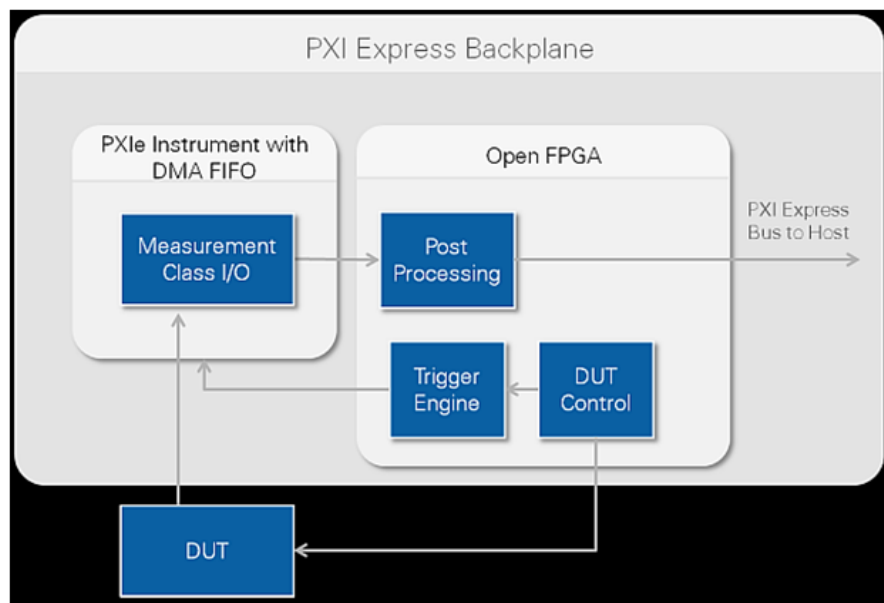 PXI Express Backplane
PXIe Instrument with
DMA FIFO
Open FPGA
PXI Express
Bus to Host
Measurement
Class I/O
Post
Processing
Trigger
Engine
DUT
Control
DUT